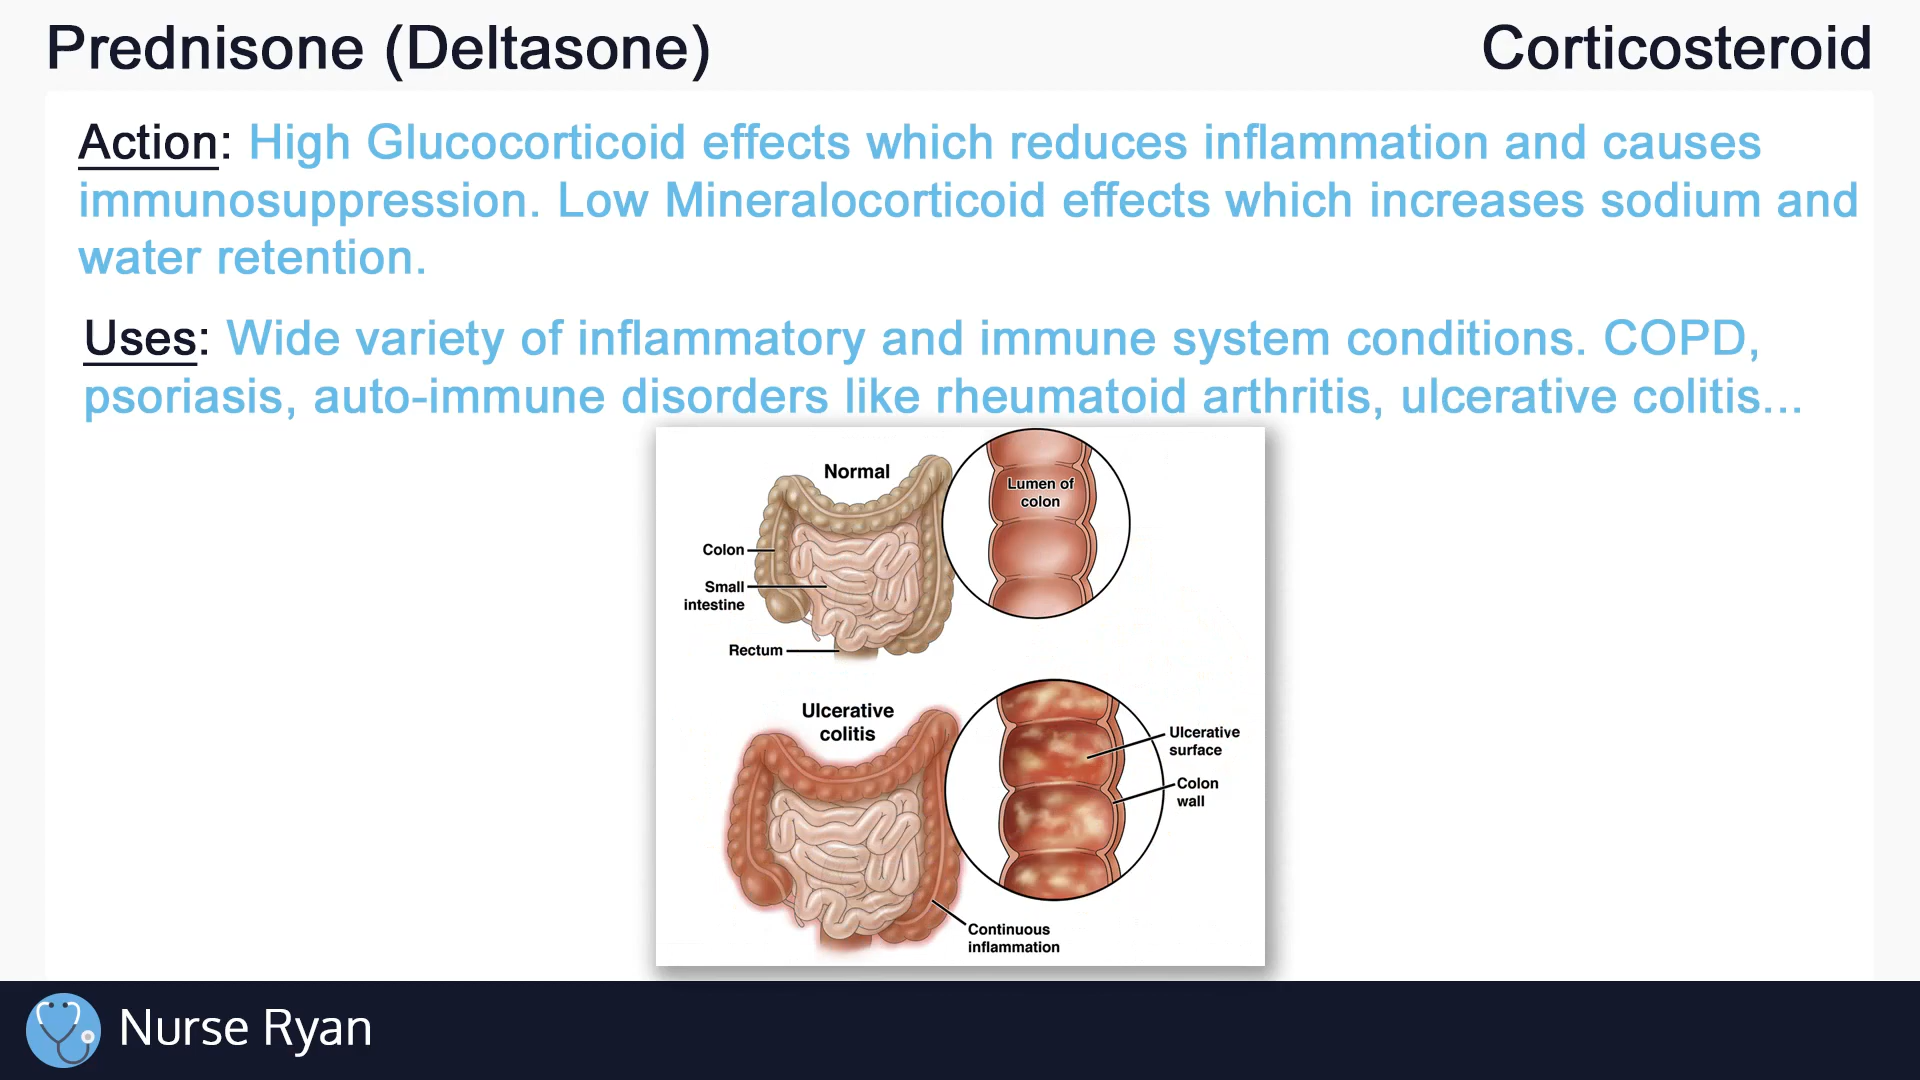 Prednisone (Deltasone)
Corticosteroid
Action: High Glucocorticoid effects which reduces inflammation and causes
immunosuppression. Low Mineralocorticoid effects which increases sodium and
water retention.
Uses: Wide variety of inflammatory and immune system conditions. COPD,
psoriasis, auto-immune disorders like rheumatoid arthritis, ulcerative colitis...
Normal
Lumen of
colon
Colon
Small
intestine
Rectum
Ulcerative
colitis
Ulcerative
surface
Colon
wall
Continuous
inflammation
Nurse Ryan